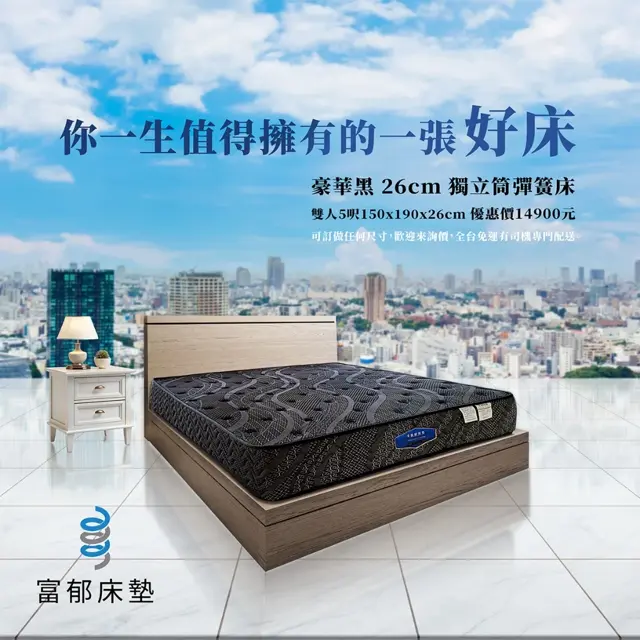 你一生值得擁有的一張好床
豪華黑 26cm 獨立筒彈簧床
雙人5呎150x190x26cm 優惠價14900元
可訂做任何尺寸，歡迎來詢價，全台免運有司機專門配送
富郁床墊